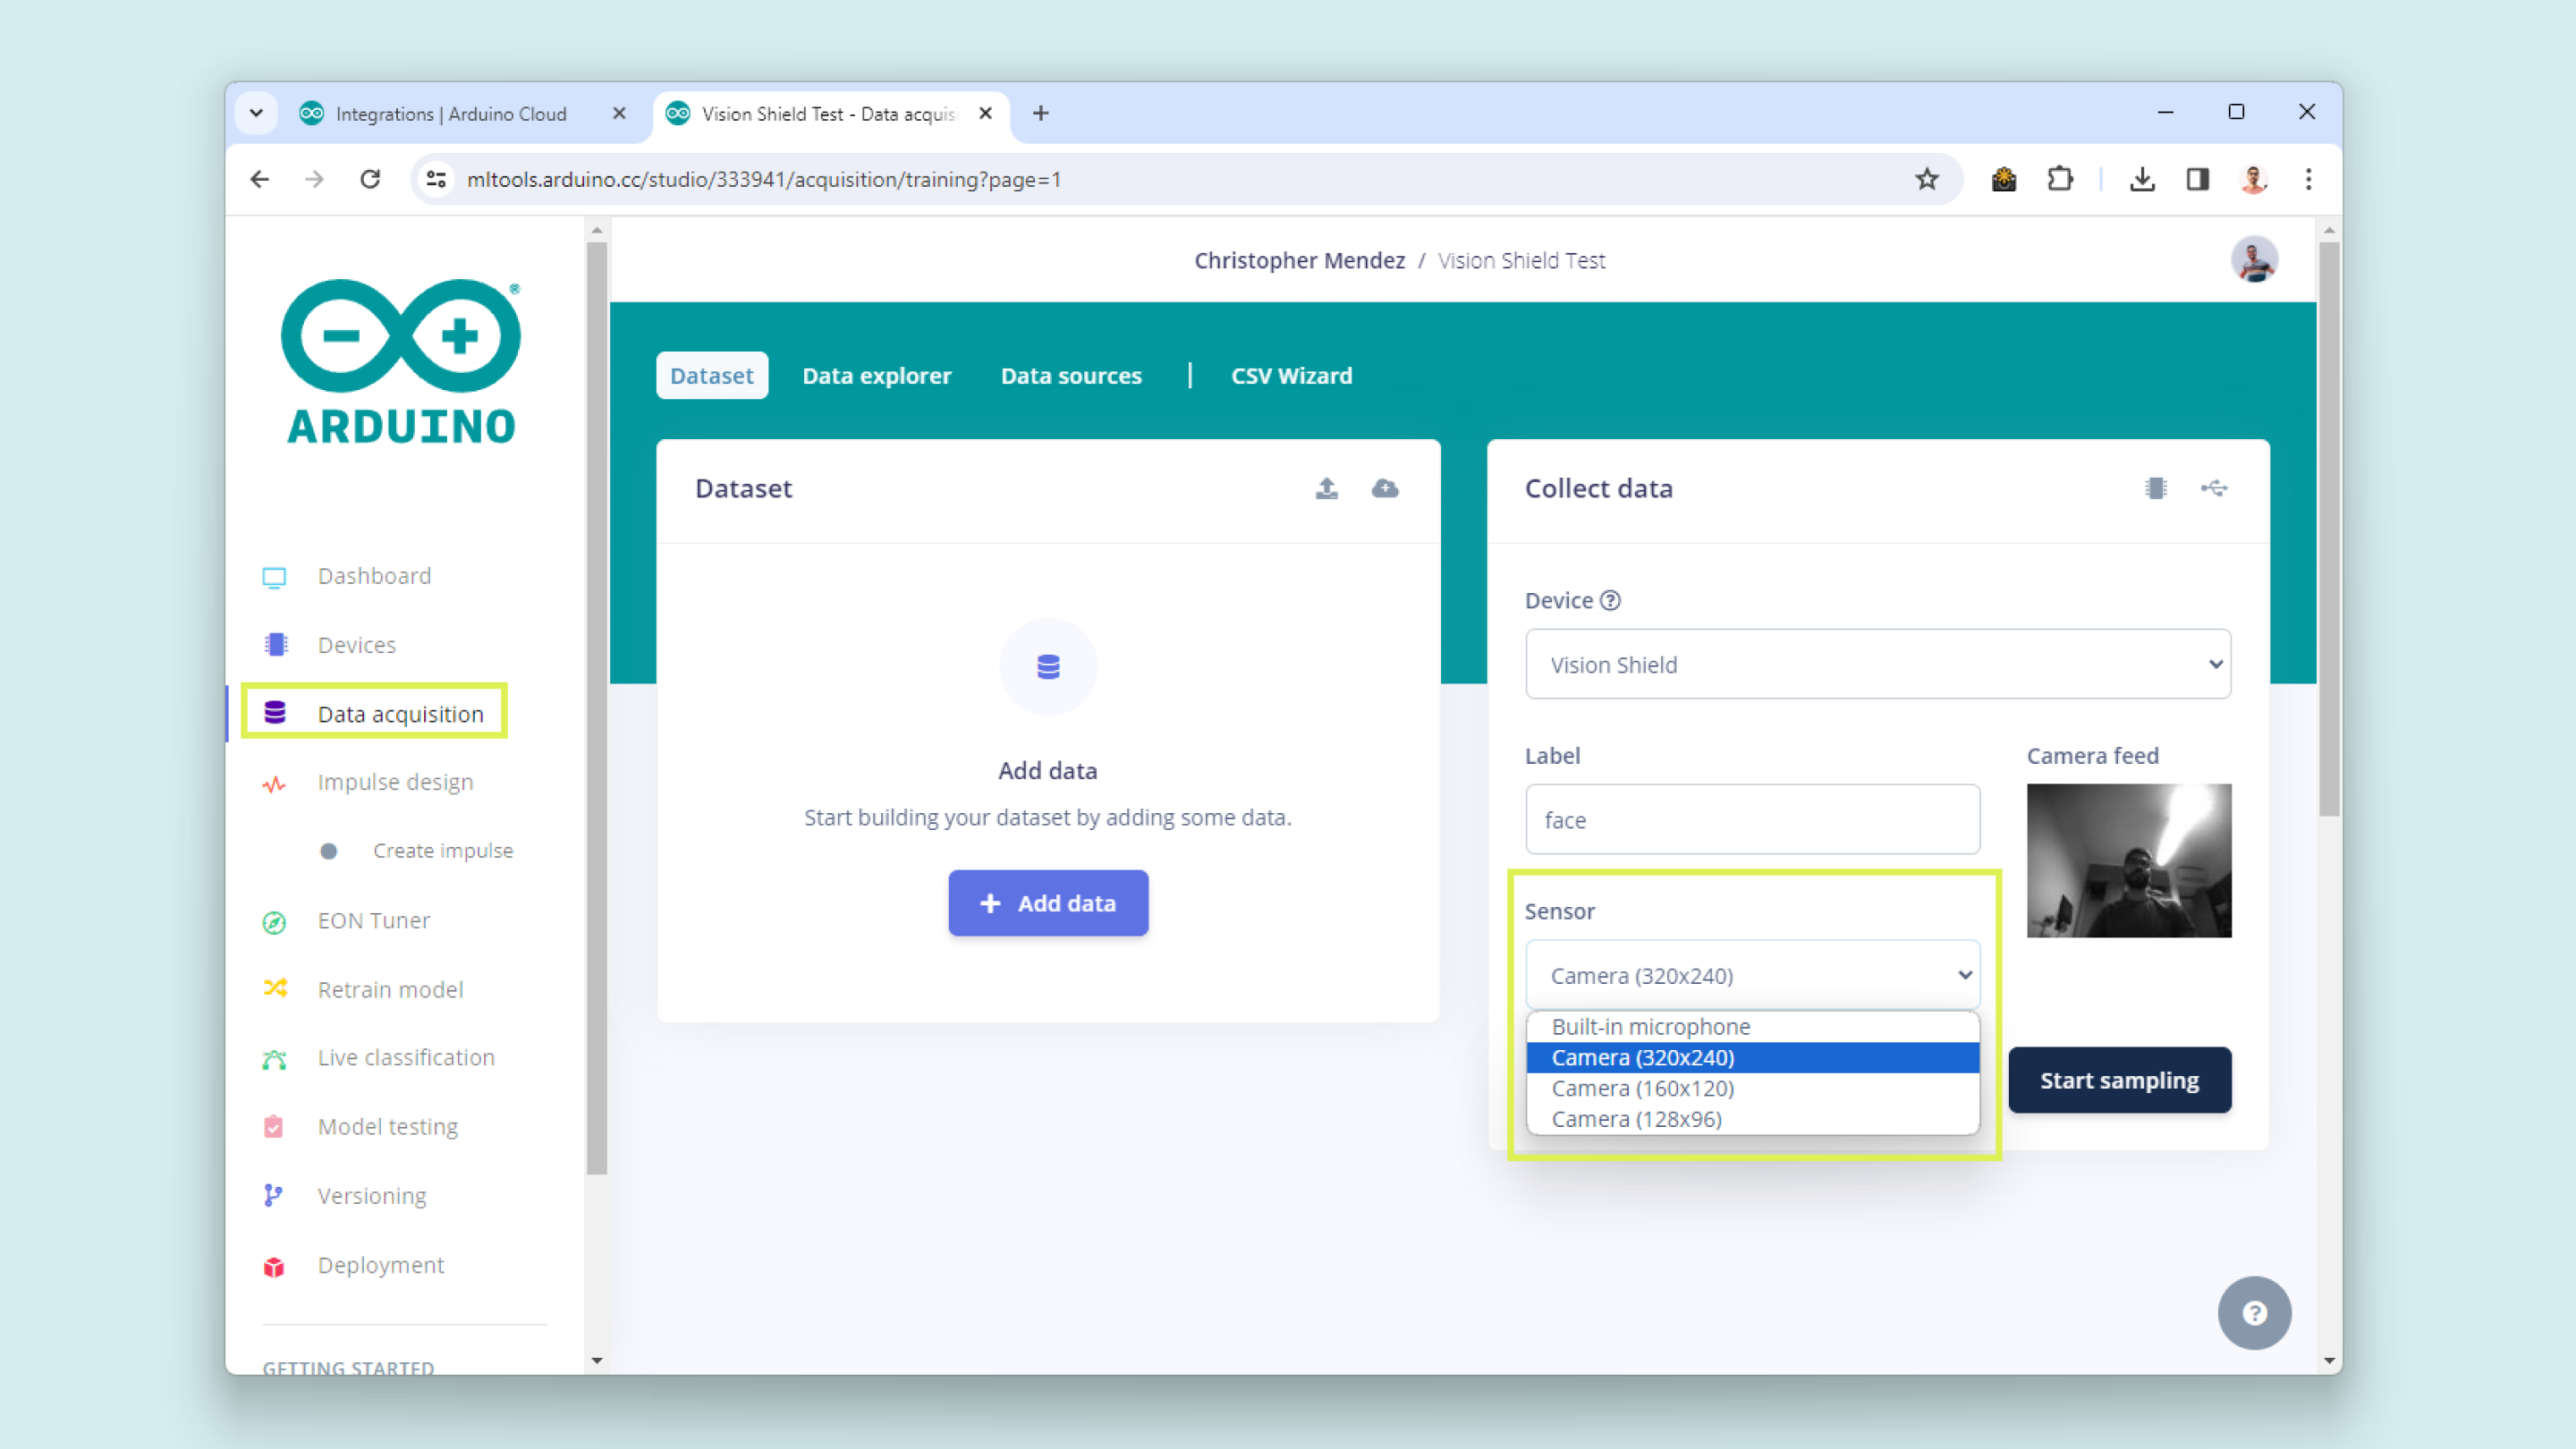 Integrations | Arduino Cloud
Vision Shield Test - Data acquis
mltools.arduino.cc/studio/333941/acquisition/training?page=1
Christopher Mendez / Vision Shield Test
ARDUINO
Dashboard
Devices
Data acquisition
Impulse design
Create impulse
EON Tuner
Retrain model
Live classification
Model testing
Versioning
Deployment
GETTING STARTED
Dataset
Data explorer
Data sources
|
CSV Wizard
Dataset
Add data
Start building your dataset by adding some data.
+ Add data
Collect data
Device ?
Vision Shield
Label
face
Camera feed
Sensor
Camera (320x240)
Built-in microphone
Camera (320x240)
Camera (160x120)
Camera (128x96)
Start sampling
?